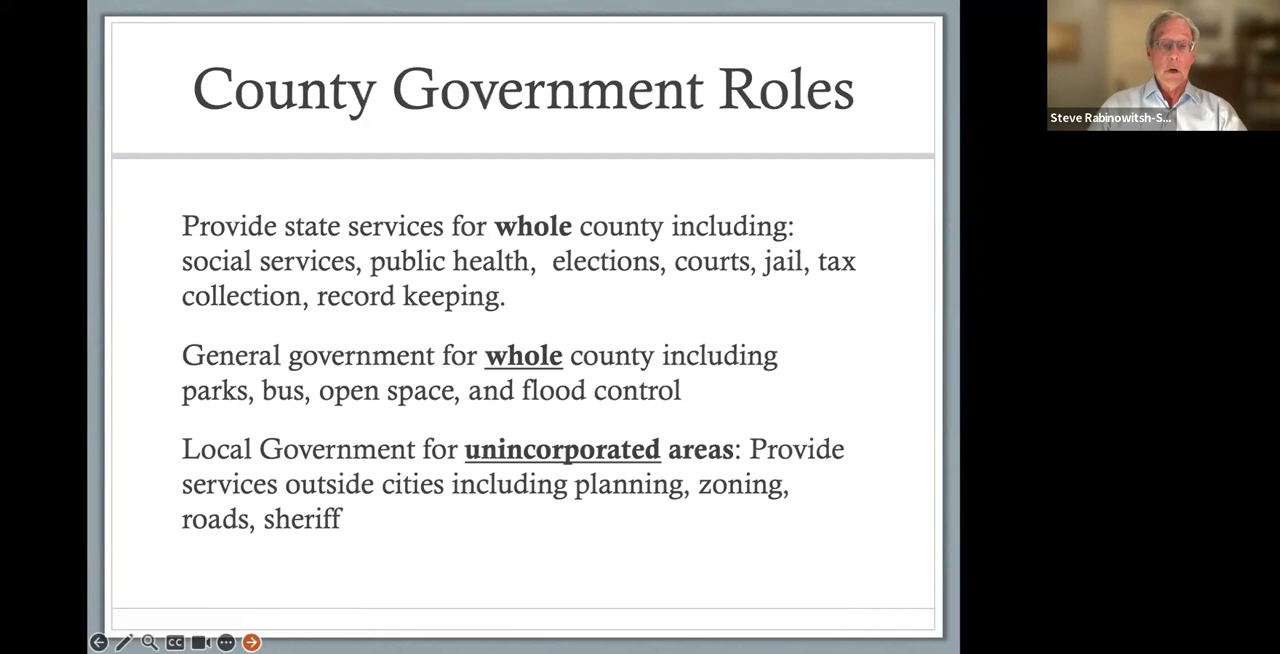 County Government Roles
Provide state services for whole county including:
social services, public health,  elections, courts, jail, tax
collection, record keeping.
General government for whole county including
parks, bus, open space, and flood control
Local Government for unincorporated areas: Provide
services outside cities including planning, zoning,
roads, sheriff
Steve Rabinowitsh-S...
CC